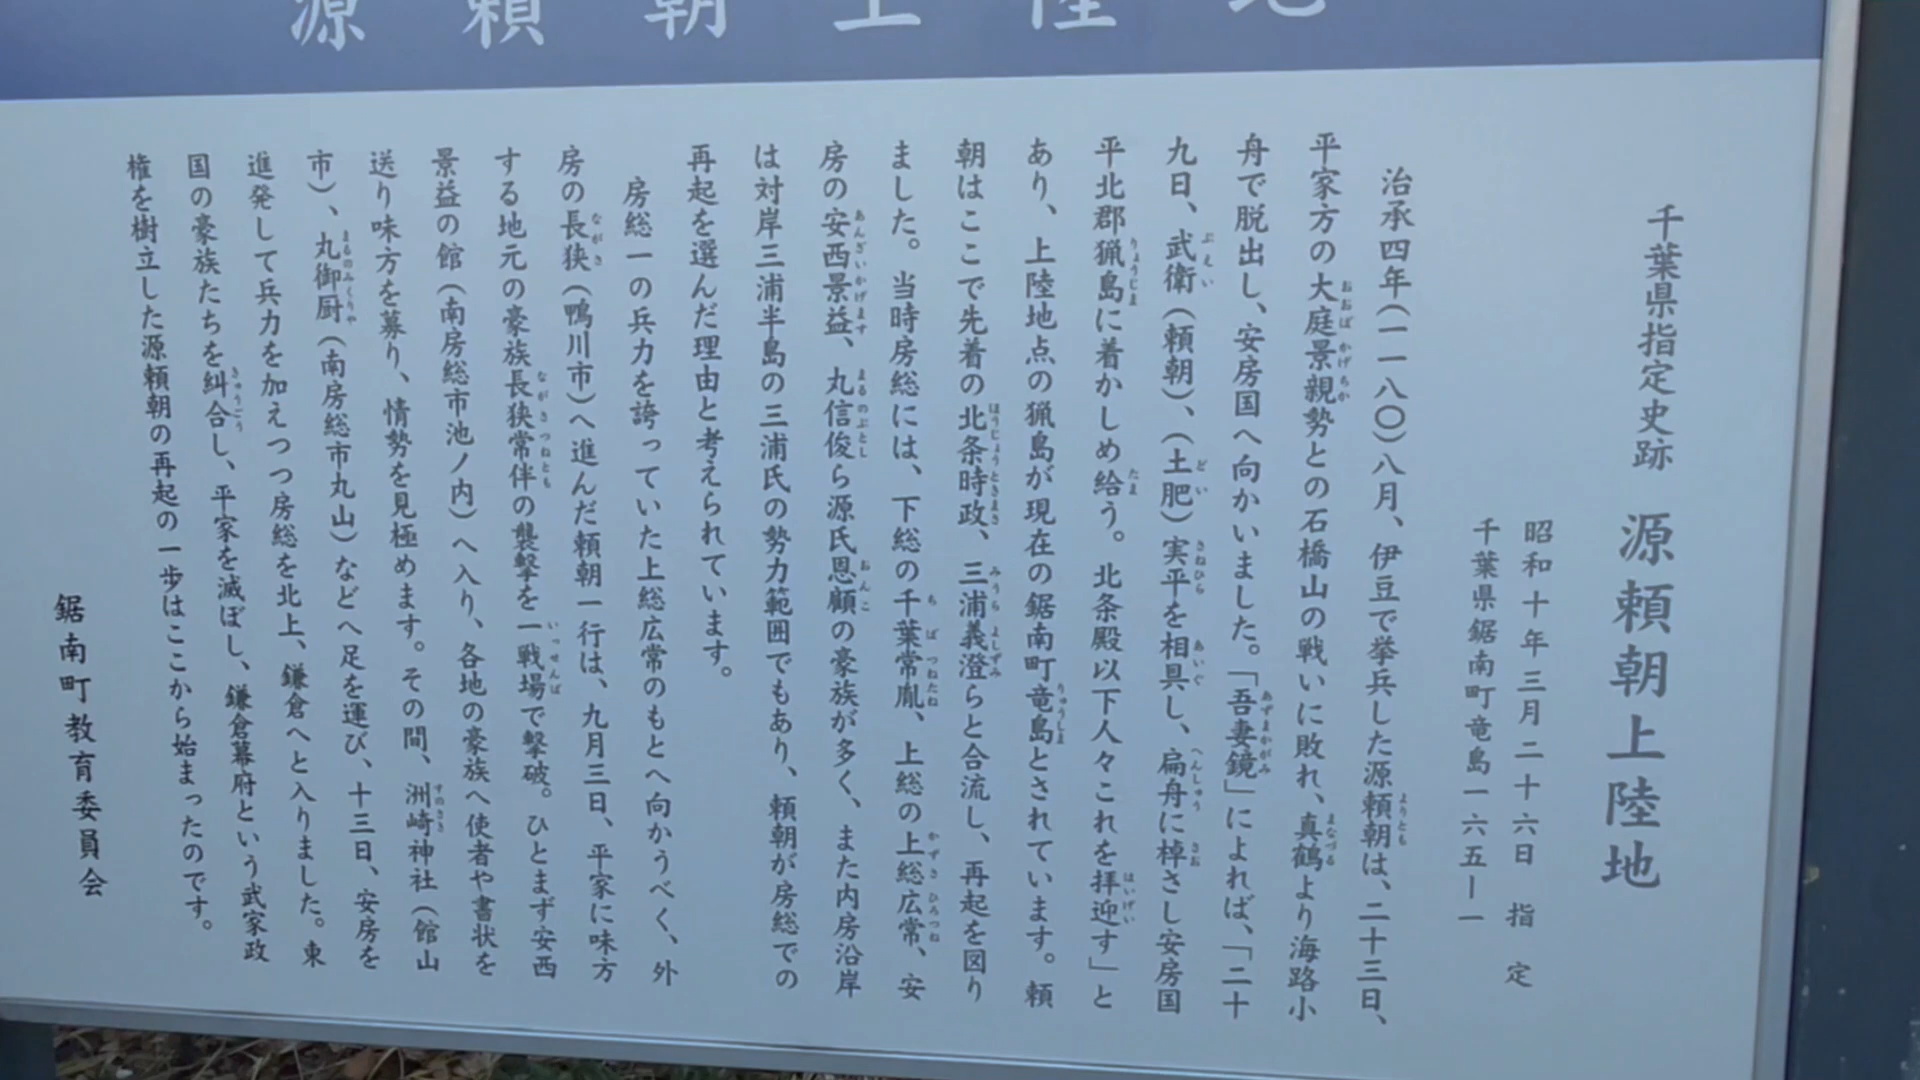 源頼朝上陸地
千葉県指定史跡　源頼朝上陸地
昭和十年三月二十六日　指　定
千葉県鋸南町竜島一六五ー一
治承四年(一一八〇)八月、伊豆で挙兵した源頼朝は、二十三日、
平家方の大庭景親勢との石橋山の戦いに敗れ、真鶴より海路小
舟で脱出し、安房国へ向かいました。「吾妻鏡」によれば、「二十
九日、武衛(頼朝)、(土肥)実平を相具し、扁舟に棹さし安房国
平北郡猟島に着かしめ給う。北条殿以下人々これを拝迎す」と
あり、上陸地点の猟島が現在の鋸南町竜島とされています。頼
朝はここで先着の北条時政、三浦義澄らと合流し、再起を図り
ました。当時房総には、下総の千葉常胤、上総の上総広常、安
房の安西景益、丸信俊ら源氏恩顧の豪族が多く、また内房沿岸
は対岸三浦半島の三浦氏の勢力範囲でもあり、頼朝が房総での
再起を選んだ理由と考えられています。
房総一の兵力を誇っていた上総広常のもとへ向かうべく、外
房の長狭(鴨川市)へ進んだ頼朝一行は、九月三日、平家に味方
する地元の豪族長狭常伴の襲撃を一戦場で撃破。ひとまず安西
景益の館(南房総市池ノ内)へ入り、各地の豪族へ使者や書状を
送り味方を募り、情勢を見極めます。その間、洲崎神社(館山
市)、丸御厨(南房総市丸山)などへ足を運び、十三日、安房を
進発して兵力を加えつつ房総を北上、鎌倉へと入りました。東
国の豪族たちを糾合し、平家を滅ぼし、鎌倉幕府という武家政
権を樹立した源頼朝の再起の一歩はここから始まったのです。
鋸南町教育委員会